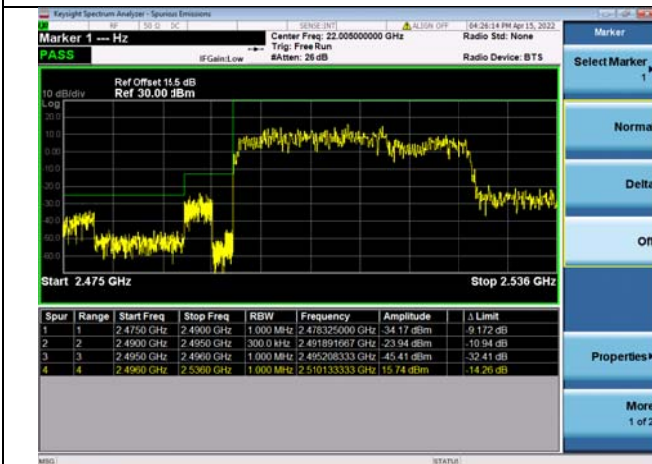 Keysight Spectrum Analyzer - Spurious Emissions
RF 50 Ω DC SENSE:INT ALIGN OFF 04:26:14 PM Apr 15, 2022
Marker 1 --- Hz
Center Freq: 22.005000000 GHz
Radio Std: None
Trig: Free Run
PASS
IFGain:Low
#Atten: 26 dB
Radio Device: BTS
Ref Offset 15.5 dB
10 dB/div Ref 30.00 dBm
Log
20.0
10.0
0.00
-10.0
-20.0
-30.0
-40.0
-50.0
-60.0
Start 2.475 GHz Stop 2.536 GHz
Spur Range Start Freq Stop Freq RBW Frequency Amplitude Δ Limit
1 1 2.4750 GHz 2.4900 GHz 1.000 MHz 2.478325000 GHz -34.17 dBm -9.172 dB
2 2 2.4900 GHz 2.4950 GHz 300.0 kHz 2.491891667 GHz -23.94 dBm -10.94 dB
3 3 2.4950 GHz 2.4960 GHz 1.000 MHz 2.495208333 GHz -45.41 dBm -32.41 dB
4 4 2.4960 GHz 2.5360 GHz 1.000 MHz 2.510133333 GHz 15.74 dBm -14.26 dB
MSG STATUS
Marker
Select Marker
1
Norma
Delta
Off
Properties
More
1 of 2